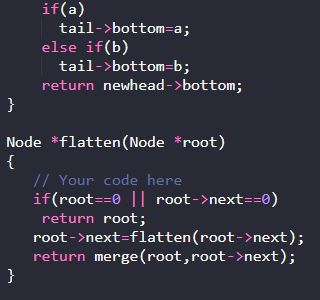 if(a)
tail->bottom=a;
else if(b)
tail->bottom=b;
return newhead->bottom;
}
Node *flatten(Node *root)
{
// Your code here
if(root==0 || root->next==0)
return root;
root->next=flatten(root->next);
return merge(root,root->next);
}